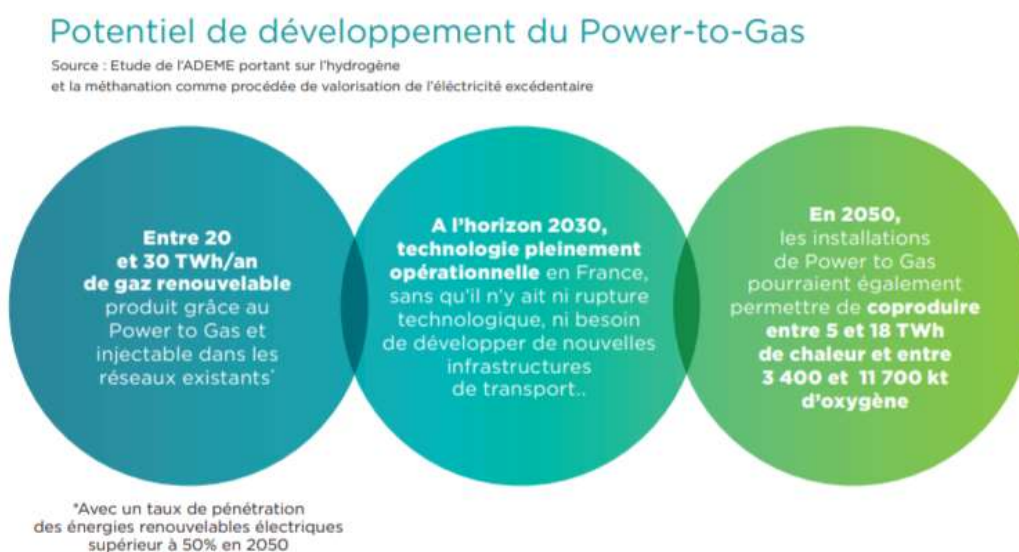 Potentiel de développement du Power-to-Gas
Source : Etude de l'ADEME portant sur l'hydrogène
et la méthanation comme procédée de valorisation de l'éléctricité excédentaire
Entre 20
et 30 TWh/an
de gaz renouvelable
produit grâce au
Power to Gas et
injectable dans les
réseaux existants*
A l'horizon 2030,
technologie pleinement
opérationnelle en France,
sans qu'il n'y ait ni rupture
technologique, ni besoin
de développer de nouvelles
infrastructures
de transport..
En 2050,
les installations
de Power to Gas
pourraient également
permettre de coproduire
entre 5 et 18 TWh
de chaleur et entre
3 400 et 11 700 kt
d'oxygène
*Avec un taux de pénétration
des énergies renouvelables électriques
supérieur à 50% en 2050